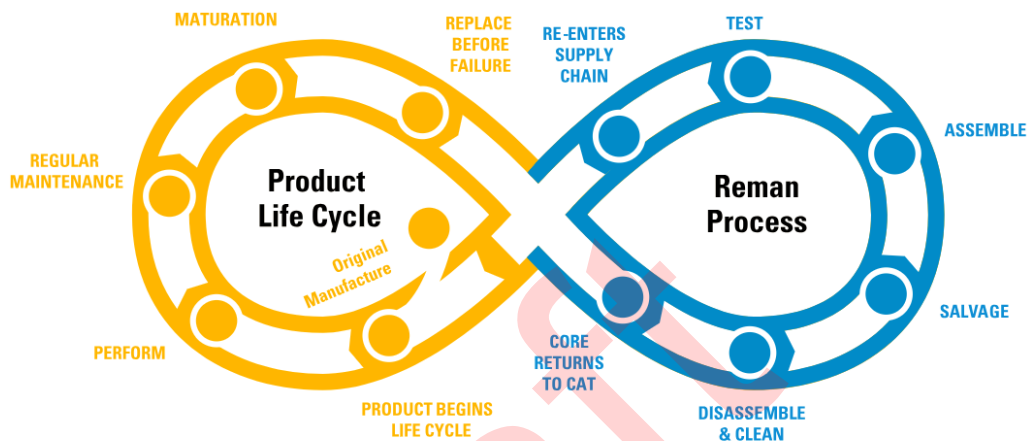 MATURATION
REPLACE
BEFORE
FAILURE
RE-ENTERS
SUPPLY
CHAIN
TEST
ASSEMBLE
REGULAR
MAINTENANCE
Product
Life Cycle
Reman
Process
Original
Manufacture
PERFORM
SALVAGE
CORE
RETURNS
TO CAT
PRODUCT BEGINS
LIFE CYCLE
DISASSEMBLE
& CLEAN